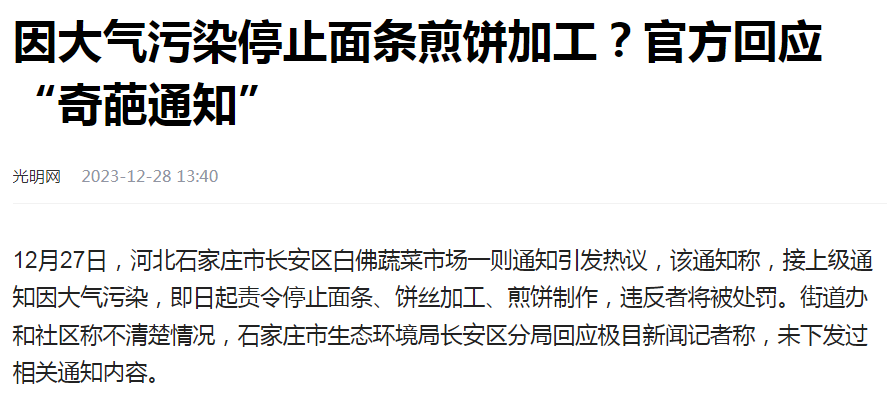 因大气污染停止面条煎饼加工？官方回应
“奇葩通知”
光明网 2023-12-28 13:40
12月27日，河北石家庄市长安区白佛蔬菜市场一则通知引发热议，该通知称，接上级通
知因大气污染，即日起责令停止面条、饼丝加工、煎饼制作，违反者将被处罚。街道办
和社区称不清楚情况，石家庄市生态环境局长安区分局回应极目新闻记者称，未下发过
相关通知内容。